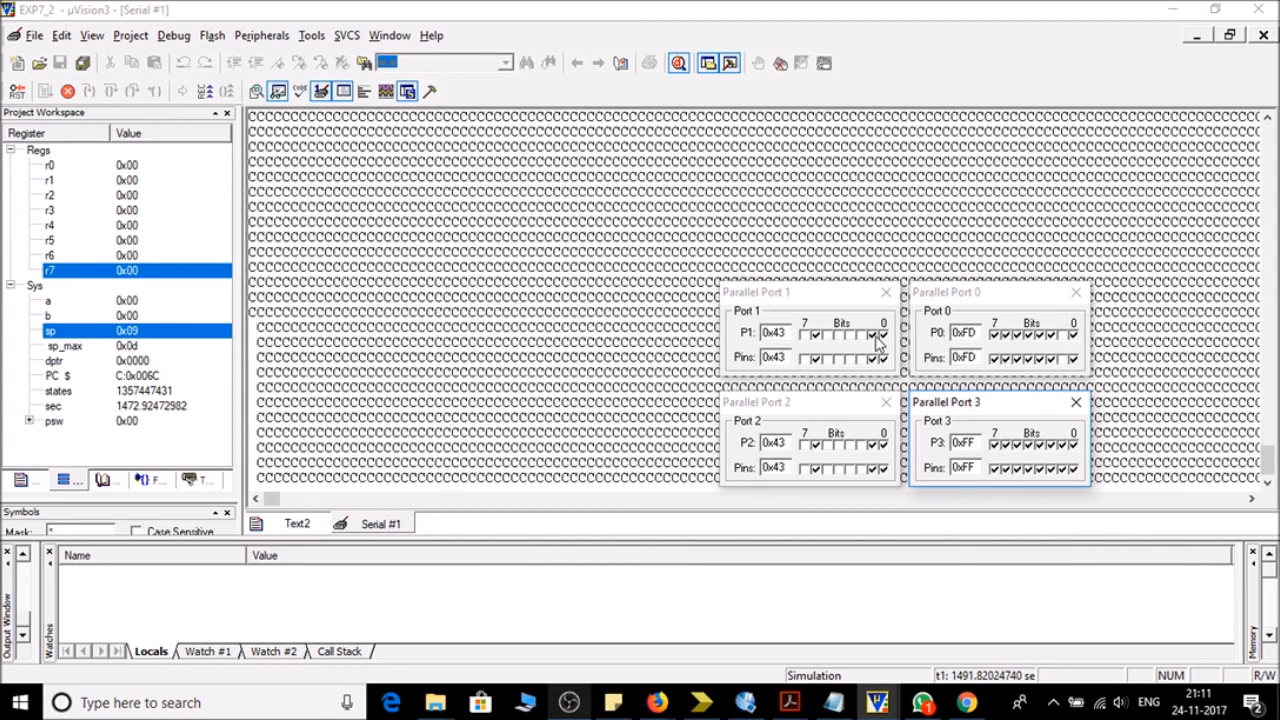 EXP7_2 - µVision3 - [Serial #1]
File Edit View Project Debug Flash Peripherals Tools SVCS Window Help
Project Workspace
Register Value
Regs
r0 0x00
r1 0x00
r2 0x00
r3 0x00
r4 0x00
r5 0x00
r6 0x00
r7 0x00
Sys
a 0x00
b 0x00
sp 0x09
sp_max 0x0d
dptr 0x0000
PC $ C:0x006C
states 1357447431
sec 1472.92472982
psw
F... T...
Symbols
Mask: * Case Sensitive
Parallel Port 1
Port 1
7 Bits 0
P1: 0x43
Pins: 0x43
Parallel Port 0
Port 0
7 Bits 0
P0: 0xFD
Pins: 0xFD
Parallel Port 2
Port 2
7 Bits 0
P2: 0x43
Pins: 0x43
Parallel Port 3
Port 3
7 Bits 0
P3: 0xFF
Pins: 0xFF
Text2 Serial #1
Name Value
Output Window
Watches
Memory
Locals Watch #1 Watch #2 Call Stack
Simulation t1: 1491.82024740 se NUM R/W
Type here to search
ENG
21:11
24-11-2017